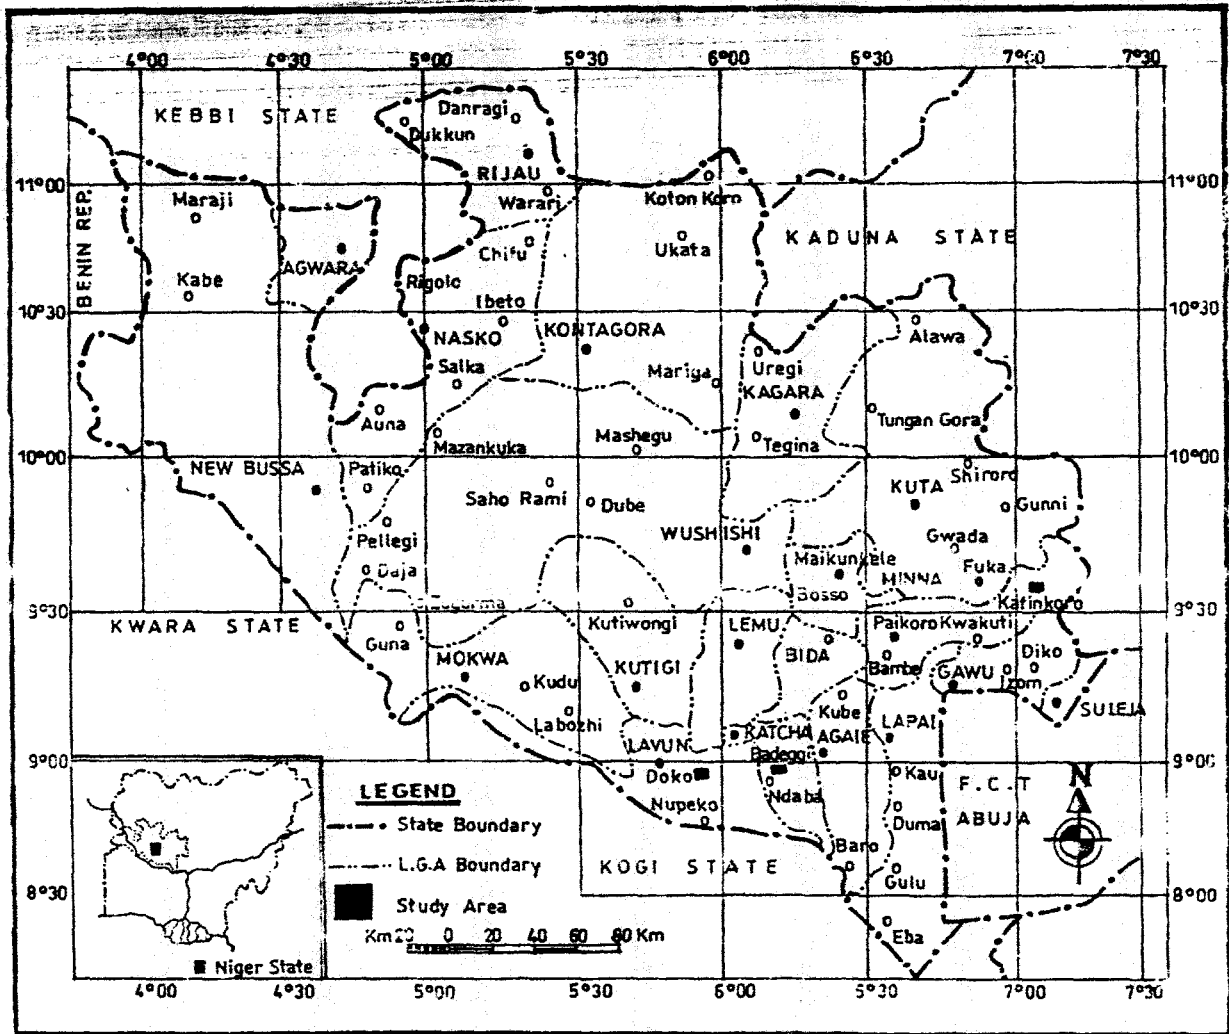 4°00 4°30 5°00 5°30 6°00 6°30 7°00 7°30
KEBBI STATE
Danragi
Dukkun
RIJAU
11°00
11°00
Maraji
Warari
Koton Korn
BENIN REP.
Chifu
Ukata
KADUNA STATE
AGWARA
Kabe
Rigolo
Ibeto
10°30
10°30
NASKO
KONTAGORA
Alawa
Salka
Mariga
Uregi
KAGARA
Auna
Mazankuka
Mashegu
Tegina
Tungan Gora
10°00
10°00
NEW BUSSA
Patiko
Shiroro
Saho Rami
Dube
KUTA
Gunni
Pellegi
WUSHISHI
Gwada
Maikunkele
Fuka
Daja
MINNA
Bosso
Kafinkoro
9°30
9°30
KWARA STATE
Guna
Kutiwongi
LEMU
Paikoro
Kwakuti
BIDA
Diko
MOKWA
KUTIGI
Bambe
GAWU
Izom
Kudu
Kube
SULEJA
Labozhi
LAPAI
LAVUN
KATCHA
AGAIE
Badeggi
9°00
9°00
Doko
Kau
F.C.T
N
Ndaba
ABUJA
Nupeko
Duma
LEGEND
State Boundary
L.G.A Boundary
Study Area
KOGI STATE
Baro
Gulu
8°30
8°00
Km 20 0 20 40 60 80 Km
Eba
Niger State
4°00 4°30 5°00 5°30 6°00 6°30 7°00 7°30